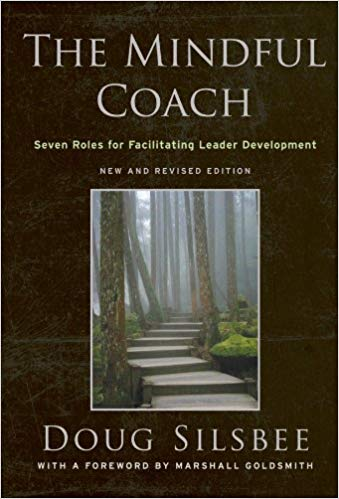 THE MINDFUL
COACH
Seven Roles for Facilitating Leader Development
NEW AND REVISED EDITION
DOUG SILSBEE
WITH A FOREWORD BY MARSHALL GOLDSMITH